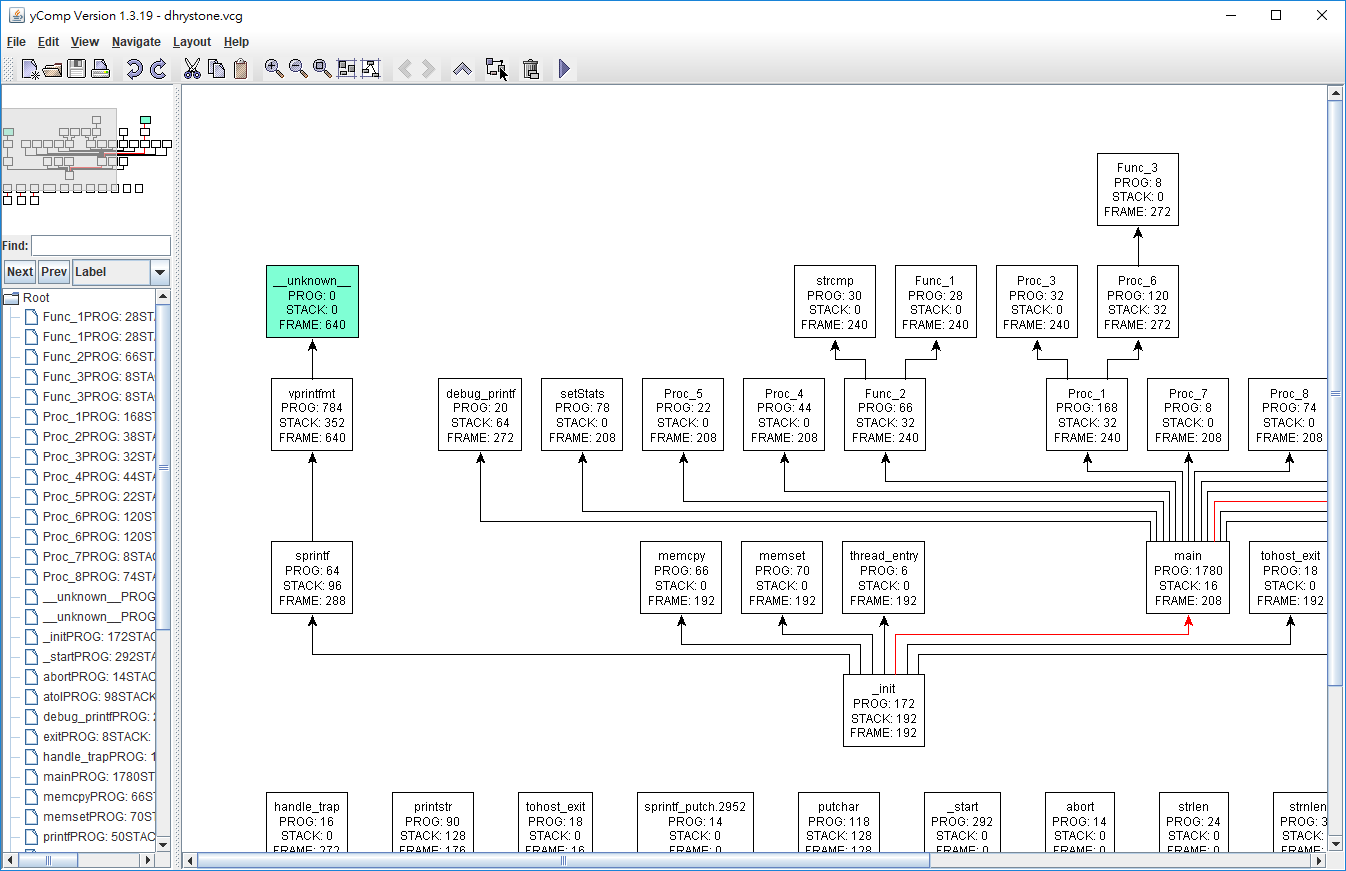 yComp Version 1.3.19 - dhrystone.vcg
File Edit View Navigate Layout Help
Find:
Next Prev Label
Root
Func_1PROG: 28ST
Func_1PROG: 28ST
Func_2PROG: 66ST
Func_3PROG: 8STA
Func_3PROG: 8STA
Proc_1PROG: 168S
Proc_2PROG: 38ST
Proc_3PROG: 32ST
Proc_4PROG: 44ST
Proc_5PROG: 22ST
Proc_6PROG: 120S
Proc_6PROG: 120S
Proc_7PROG: 8STA
Proc_8PROG: 74ST
__unknown__PROG
__unknown__PROG
_initPROG: 172STAC
_startPROG: 292STA
abortPROG: 14STAC
atolPROG: 98STACK
debug_printfPROG:
exitPROG: 8STACK:
handle_trapPROG: 1
mainPROG: 1780ST
memcpyPROG: 66S
memsetPROG: 70S
printfPROG: 50STAC
Func_3
PROG: 8
STACK: 0
FRAME: 272
__unknown__
PROG: 0
STACK: 0
FRAME: 640
strcmp
PROG: 30
STACK: 0
FRAME: 240
Func_1
PROG: 28
STACK: 0
FRAME: 240
Proc_3
PROG: 32
STACK: 0
FRAME: 240
Proc_6
PROG: 120
STACK: 32
FRAME: 272
vprintfmt
PROG: 784
STACK: 352
FRAME: 640
debug_printf
PROG: 20
STACK: 64
FRAME: 272
setStats
PROG: 78
STACK: 0
FRAME: 208
Proc_5
PROG: 22
STACK: 0
FRAME: 208
Proc_4
PROG: 44
STACK: 0
FRAME: 208
Func_2
PROG: 66
STACK: 32
FRAME: 240
Proc_1
PROG: 168
STACK: 32
FRAME: 240
Proc_7
PROG: 8
STACK: 0
FRAME: 208
Proc_8
PROG: 74
STACK: 0
FRAME: 208
sprintf
PROG: 64
STACK: 96
FRAME: 288
memcpy
PROG: 66
STACK: 0
FRAME: 192
memset
PROG: 70
STACK: 0
FRAME: 192
thread_entry
PROG: 6
STACK: 0
FRAME: 192
main
PROG: 1780
STACK: 16
FRAME: 208
tohost_exit
PROG: 18
STACK: 0
FRAME: 192
_init
PROG: 172
STACK: 192
FRAME: 192
handle_trap
PROG: 16
STACK: 0
FRAME: 272
printstr
PROG: 90
STACK: 128
FRAME: 176
tohost_exit
PROG: 18
STACK: 0
FRAME: 16
sprintf_putch.2952
PROG: 14
STACK: 0
FRAME: 0
putchar
PROG: 118
STACK: 128
FRAME: 128
_start
PROG: 292
STACK: 0
FRAME: 0
abort
PROG: 14
STACK: 0
FRAME: 0
strlen
PROG: 24
STACK: 0
FRAME: 0
strnlen
PROG: 3
STACK: 0
FRAME: 0